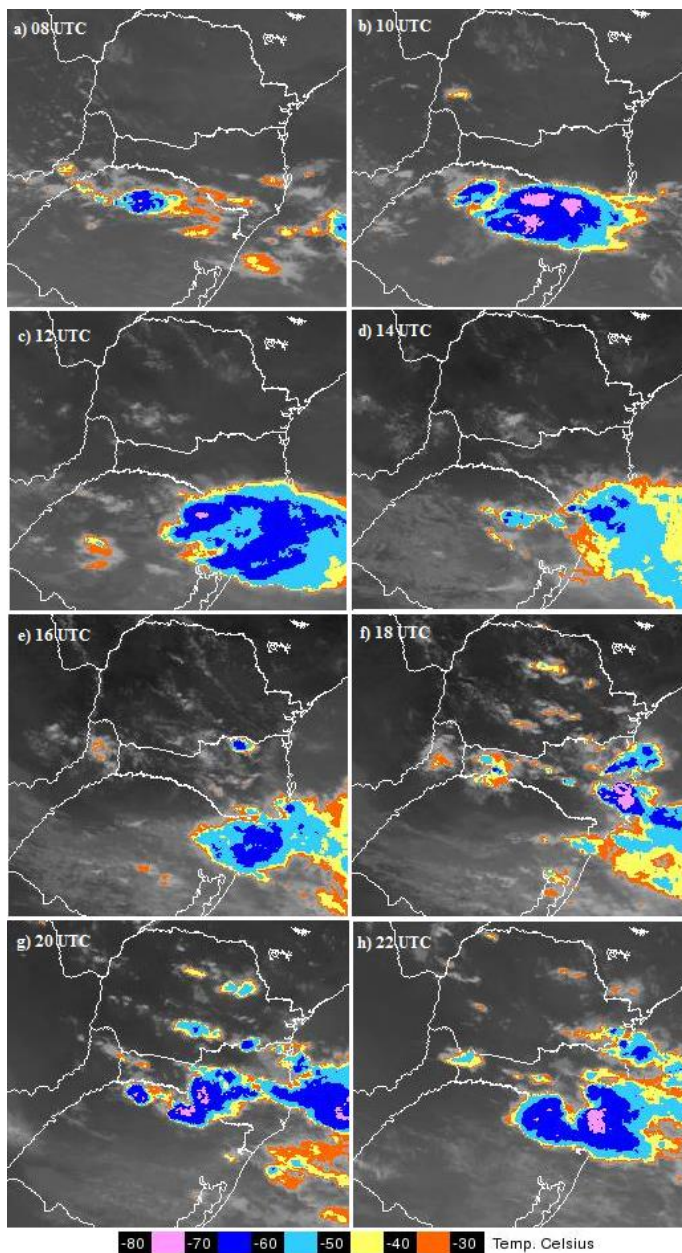 a) 08 UTC
b) 10 UTC
c) 12 UTC
d) 14 UTC
e) 16 UTC
f) 18 UTC
g) 20 UTC
h) 22 UTC
-80 -70 -60 -50 -40 -30 Temp. Celsius